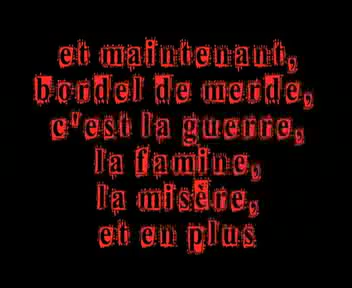 et maintenant,
bordel de merde,
c'est la guerre,
la famine,
la misère,
et en plus